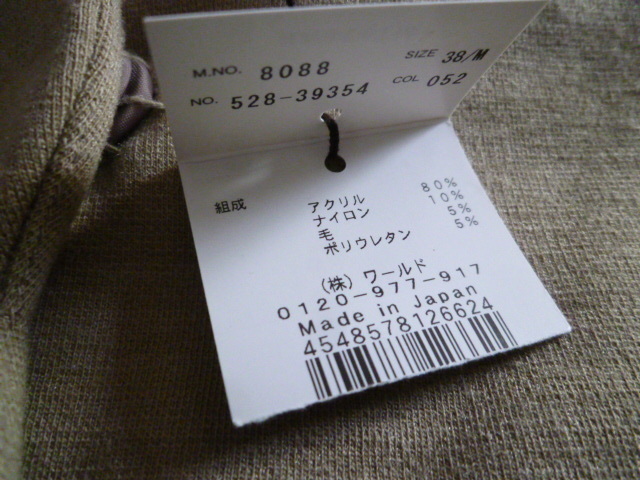 M.NO. 8088 SIZE 38/M
NO. 528-39354 COL 052
組成 アクリル 80%
ナイロン 10%
毛 5%
ポリウレタン 5%
(株)ワールド
0120-977-917
Made in Japan
4548578126624